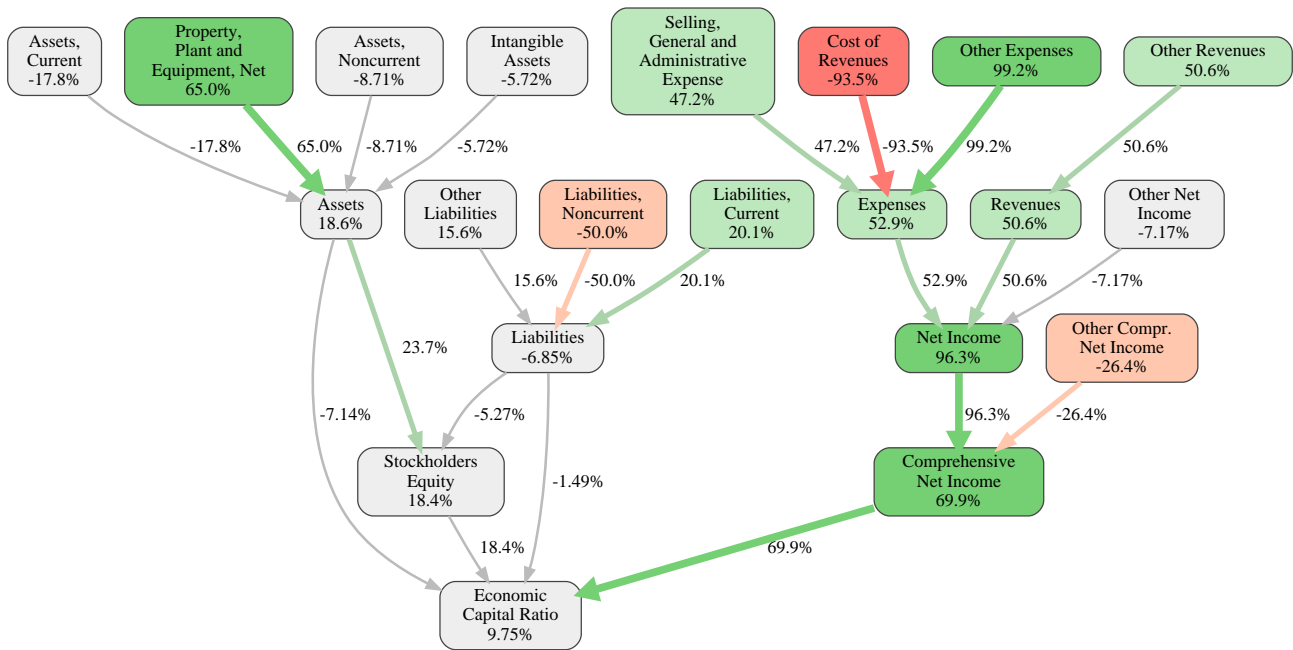 Assets,
Current
-17.8%
Property,
Plant and
Equipment, Net
65.0%
Assets,
Noncurrent
-8.71%
Intangible
Assets
-5.72%
Selling,
General and
Administrative
Expense
47.2%
Cost of
Revenues
-93.5%
Other Expenses
99.2%
Other Revenues
50.6%
-17.8%
65.0%
-8.71%
-5.72%
47.2%
-93.5%
99.2%
50.6%
Assets
18.6%
Other
Liabilities
15.6%
Liabilities,
Noncurrent
-50.0%
Liabilities,
Current
20.1%
Expenses
52.9%
Revenues
50.6%
Other Net
Income
-7.17%
15.6%
-50.0%
20.1%
52.9%
50.6%
-7.17%
Liabilities
-6.85%
Net Income
96.3%
Other Compr.
Net Income
-26.4%
23.7%
-7.14%
-5.27%
96.3%
-26.4%
Stockholders
Equity
18.4%
-1.49%
Comprehensive
Net Income
69.9%
18.4%
69.9%
Economic
Capital Ratio
9.75%